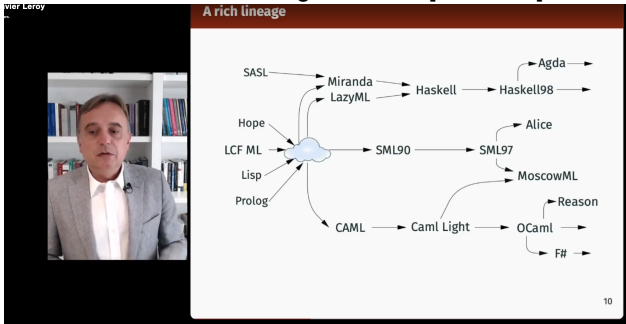 vier Leroy
A rich lineage
Agda
SASL
Miranda
LazyML
Haskell
Haskell98
Hope
Alice
LCF ML
SML90
SML97
Lisp
MoscowML
Prolog
Reason
CAML
Caml Light
OCaml
F#
10